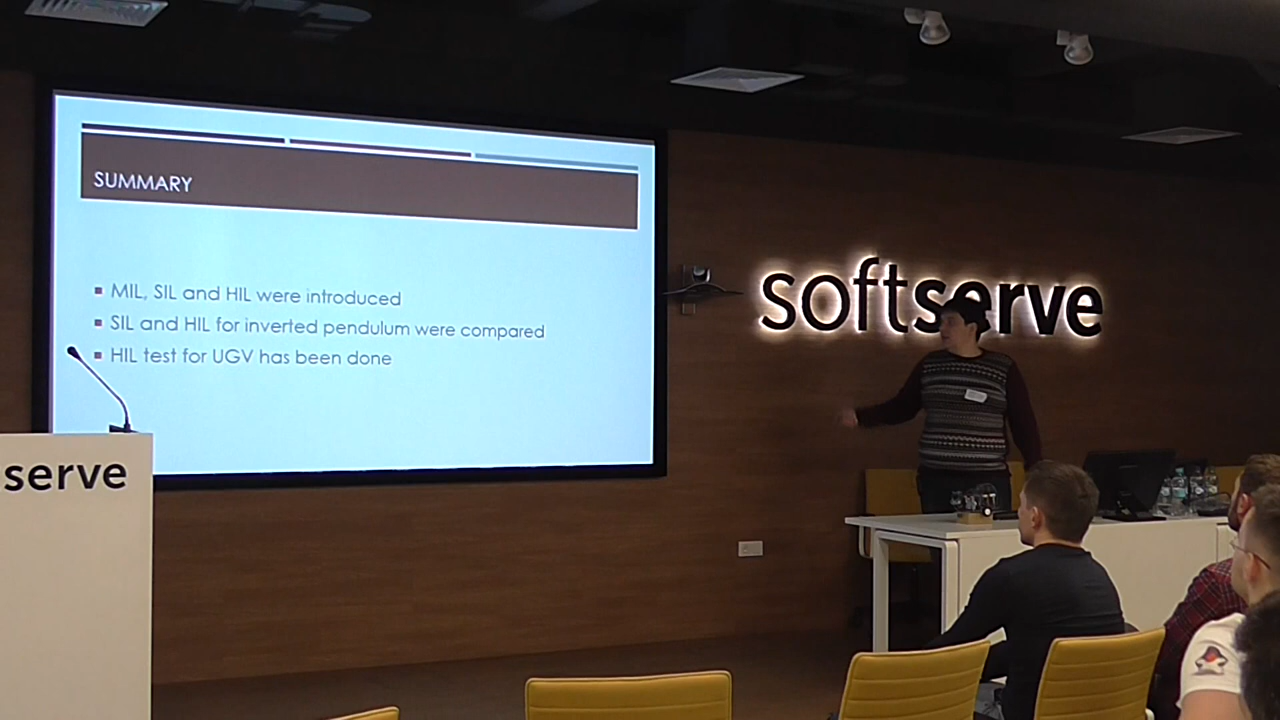 SUMMARY
MIL, SIL and HIL were introduced
SIL and HIL for inverted pendulum were compared
HIL test for UGV has been done
softserve
serve